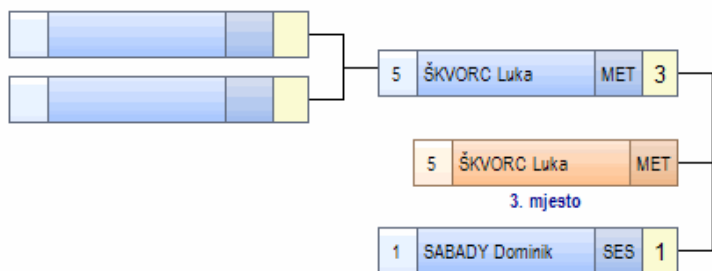 5 ŠKVORC Luka MET 3
5 ŠKVORC Luka MET
3. mjesto
1 SABADY Dominik SES 1